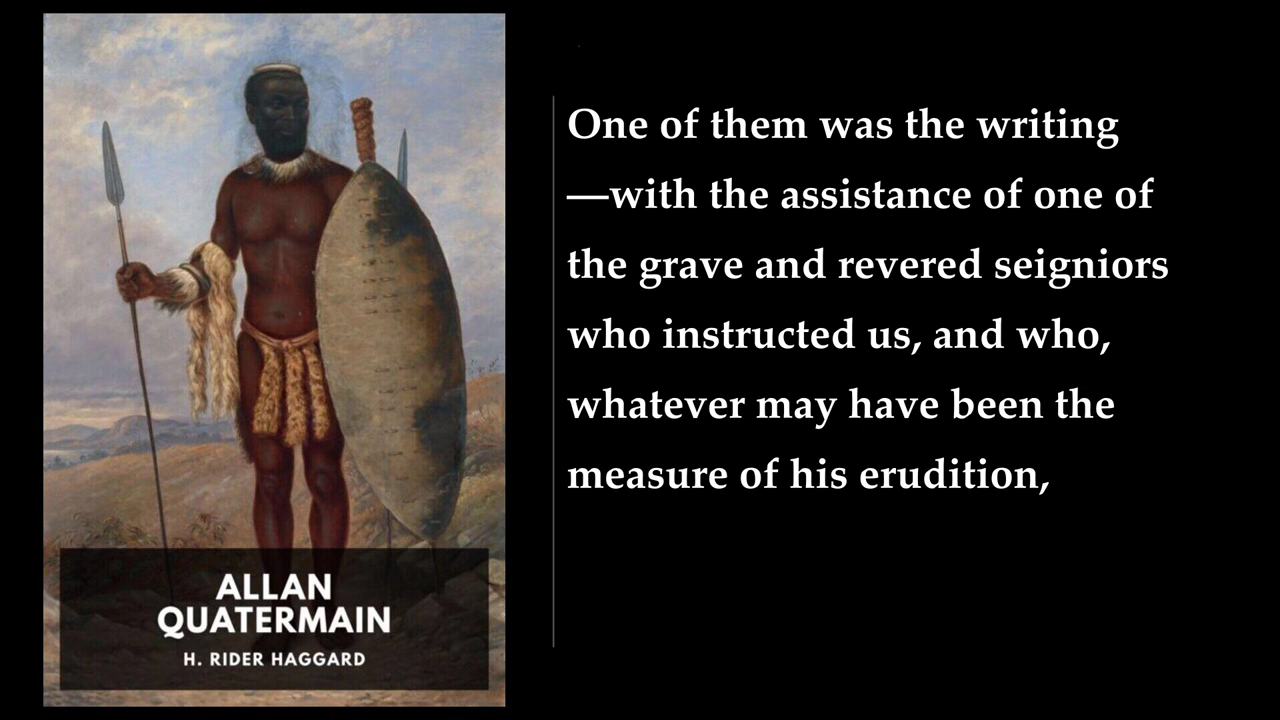 One of them was the writing
—with the assistance of one of
the grave and revered seigniors
who instructed us, and who,
whatever may have been the
measure of his erudition,
ALLAN
QUATERMAIN
H. RIDER HAGGARD